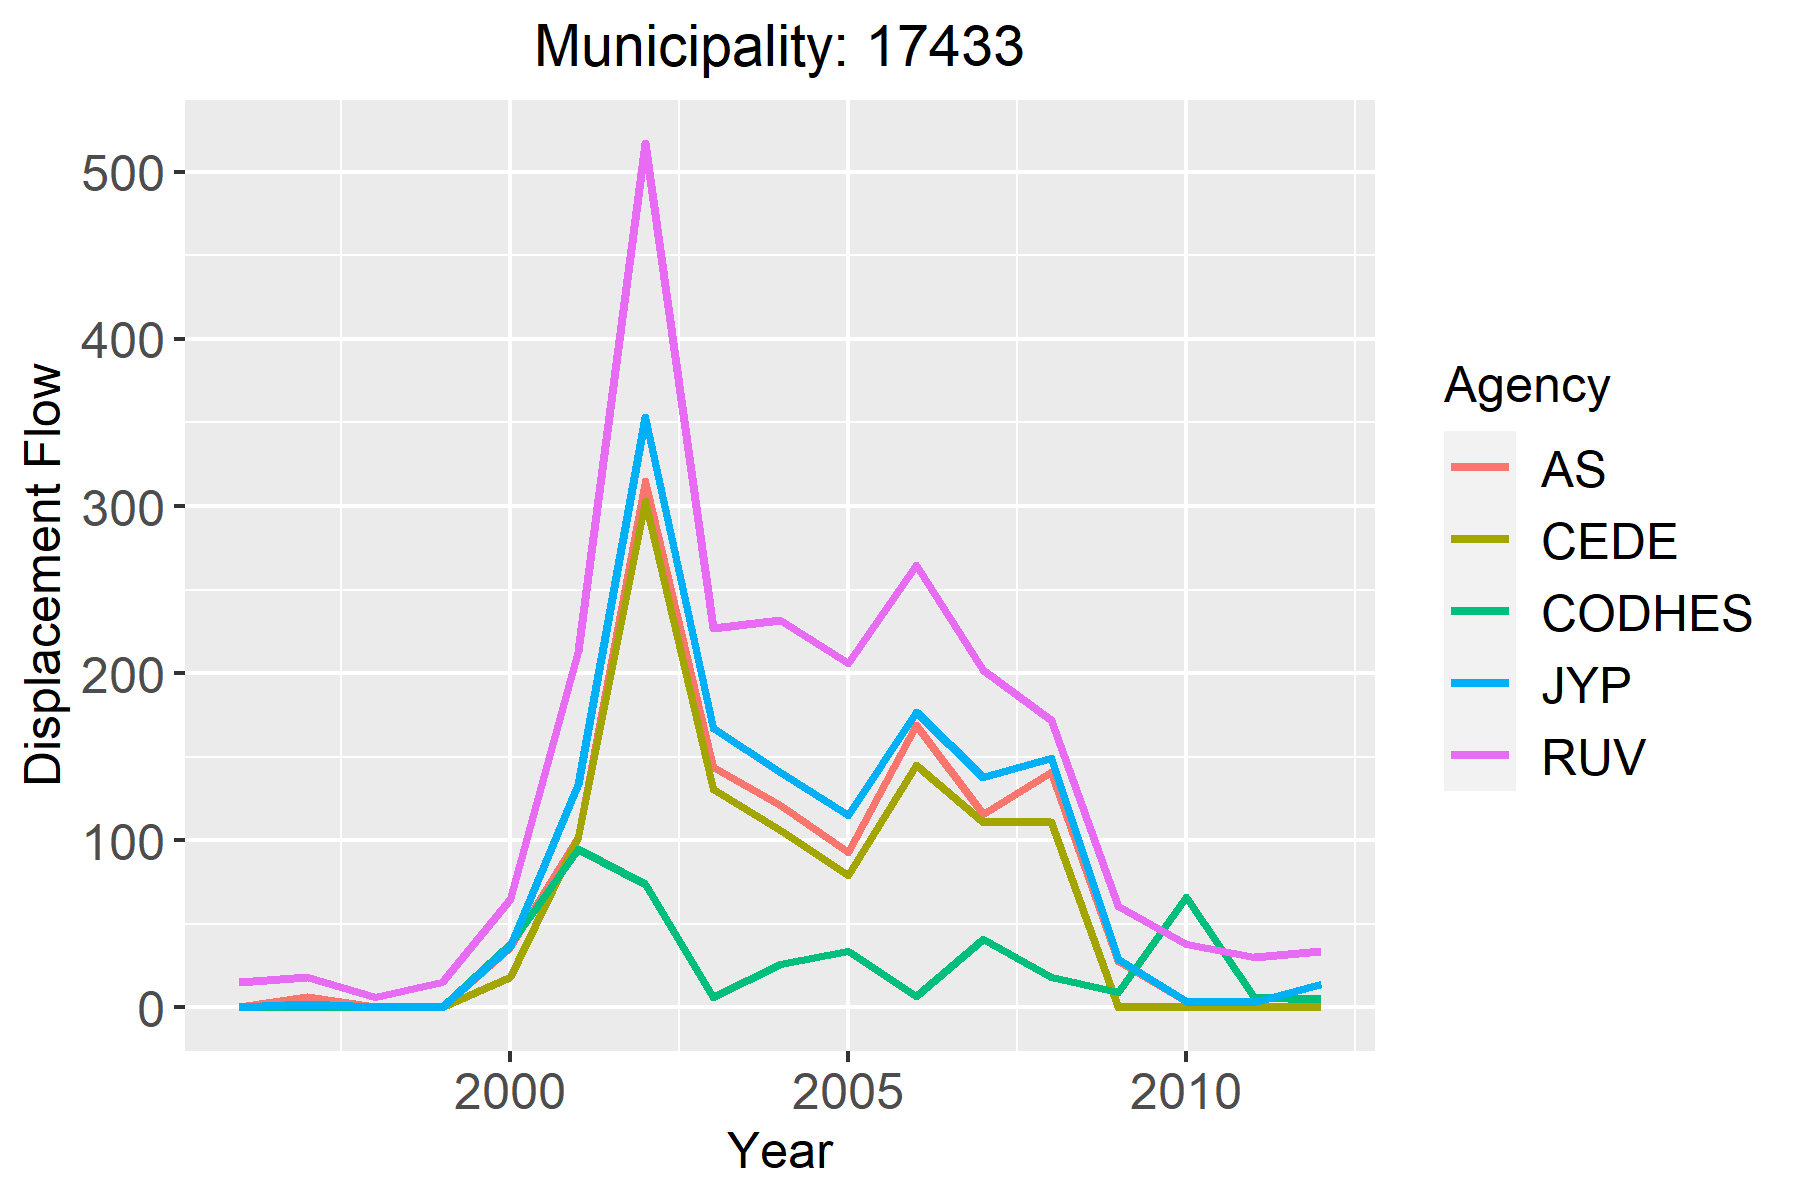 Municipality: 17433
500
400
300
200
100
0
Displacement Flow
2000
2005
2010
Year
Agency
AS
CEDE
CODHES
JYP
RUV